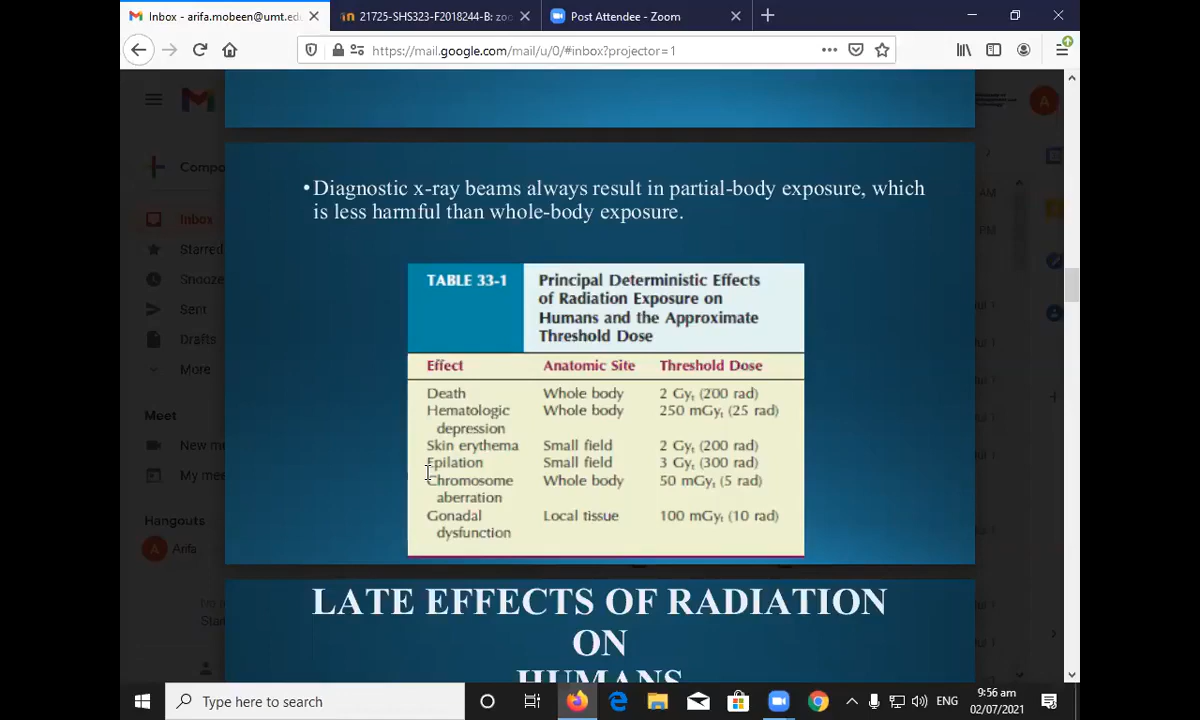 Inbox - arifa.mobeen@umt.edu
21725-SHS323-F2018244-B: zoo
Post Attendee - Zoom
https://mail.google.com/mail/u/0/#inbox?projector=1
Compo
Inbox
Starred
Snooze
Sent
Drafts
More
Meet
New me
My mee
Hangouts
A Arifa
A
•Diagnostic x-ray beams always result in partial-body exposure, which
is less harmful than whole-body exposure.
TABLE 33-1 Principal Deterministic Effects
of Radiation Exposure on
Humans and the Approximate
Threshold Dose
Effect Anatomic Site Threshold Dose
Death Whole body 2 Gyt (200 rad)
Hematologic Whole body 250 mGyt (25 rad)
depression
Skin erythema Small field 2 Gyt (200 rad)
Epilation Small field 3 Gyt (300 rad)
Chromosome Whole body 50 mGyt (5 rad)
aberration
Gonadal Local tissue 100 mGyt (10 rad)
dysfunction
LATE EFFECTS OF RADIATION
ON
HUMANS
Type here to search
ENG
9:56 am
02/07/2021